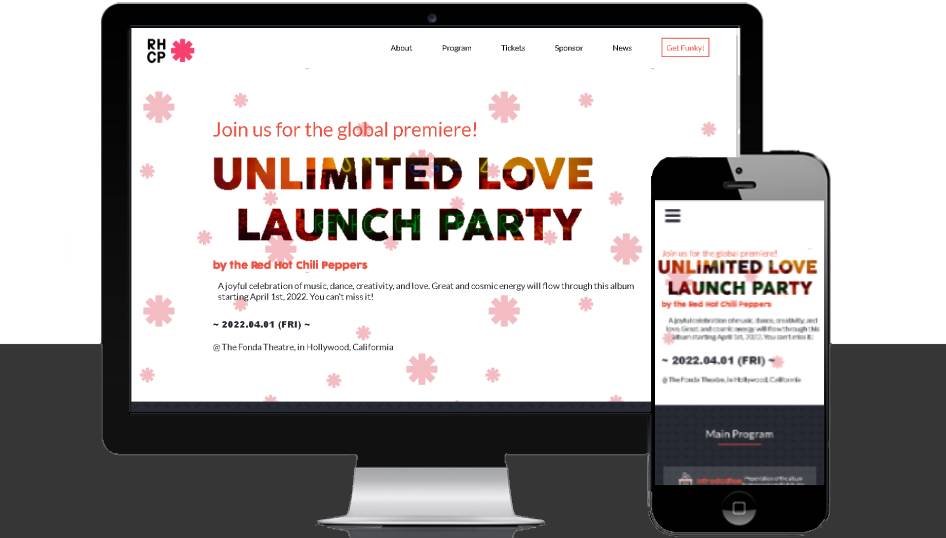 RH
CP
About Program Tickets Sponsor News Get Funky!
Join us for the global premiere!
UNLIMITED LOVE
LAUNCH PARTY
by the Red Hot Chili Peppers
A joyful celebration of music, dance, creativity, and love. Great and cosmic energy will flow through this album
starting April 1st, 2022. You can't miss it!
~ 2022.04.01 (FRI) ~
@ The Fonda Theatre, in Hollywood, Califormia
Join us for the global premiere!
UNLIMITED LOVE
LAUNCH PARTY
by the Red Hot Chili Peppers
A joyful celebration of music, dance, creativity, and
love. Great and cosmic energy will flow through this
album starting April 1st, 2022. You can't miss it!
~ 2022.04.01 (FRI) ~
@ The Fonda Theatre, in Hollywood, Califormia
Main Program